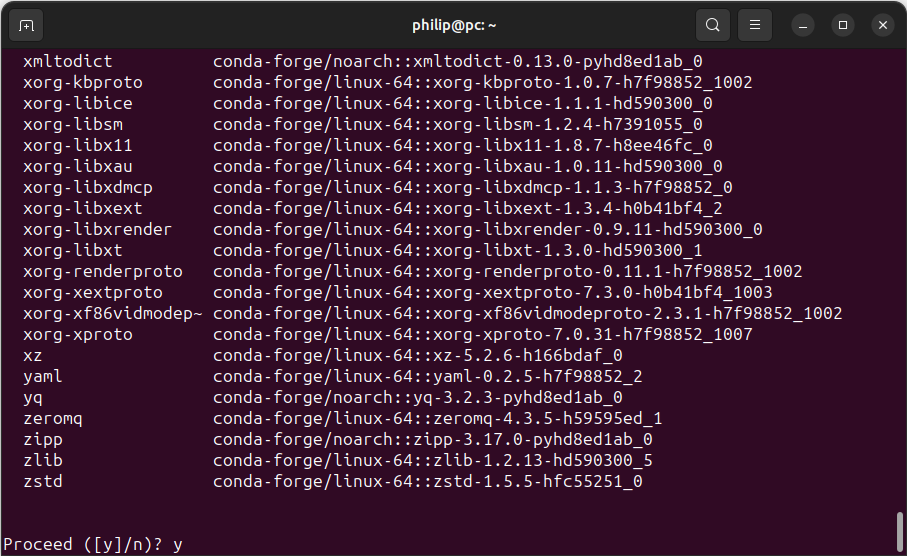 philip@pc: ~
xmltodict conda-forge/noarch::xmltodict-0.13.0-pyhd8ed1ab_0
xorg-kbproto conda-forge/linux-64::xorg-kbproto-1.0.7-h7f98852_1002
xorg-libice conda-forge/linux-64::xorg-libice-1.1.1-hd590300_0
xorg-libsm conda-forge/linux-64::xorg-libsm-1.2.4-h7391055_0
xorg-libx11 conda-forge/linux-64::xorg-libx11-1.8.7-h8ee46fc_0
xorg-libxau conda-forge/linux-64::xorg-libxau-1.0.11-hd590300_0
xorg-libxdmcp conda-forge/linux-64::xorg-libxdmcp-1.1.3-h7f98852_0
xorg-libxext conda-forge/linux-64::xorg-libxext-1.3.4-h0b41bf4_2
xorg-libxrender conda-forge/linux-64::xorg-libxrender-0.9.11-hd590300_0
xorg-libxt conda-forge/linux-64::xorg-libxt-1.3.0-hd590300_1
xorg-renderproto conda-forge/linux-64::xorg-renderproto-0.11.1-h7f98852_1002
xorg-xextproto conda-forge/linux-64::xorg-xextproto-7.3.0-h0b41bf4_1003
xorg-xf86vidmodep~ conda-forge/linux-64::xorg-xf86vidmodeproto-2.3.1-h7f98852_1002
xorg-xproto conda-forge/linux-64::xorg-xproto-7.0.31-h7f98852_1007
xz conda-forge/linux-64::xz-5.2.6-h166bdaf_0
yaml conda-forge/linux-64::yaml-0.2.5-h7f98852_2
yq conda-forge/noarch::yq-3.2.3-pyhd8ed1ab_0
zeromq conda-forge/linux-64::zeromq-4.3.5-h59595ed_1
zipp conda-forge/noarch::zipp-3.17.0-pyhd8ed1ab_0
zlib conda-forge/linux-64::zlib-1.2.13-hd590300_5
zstd conda-forge/linux-64::zstd-1.5.5-hfc55251_0
Proceed ([y]/n)? y